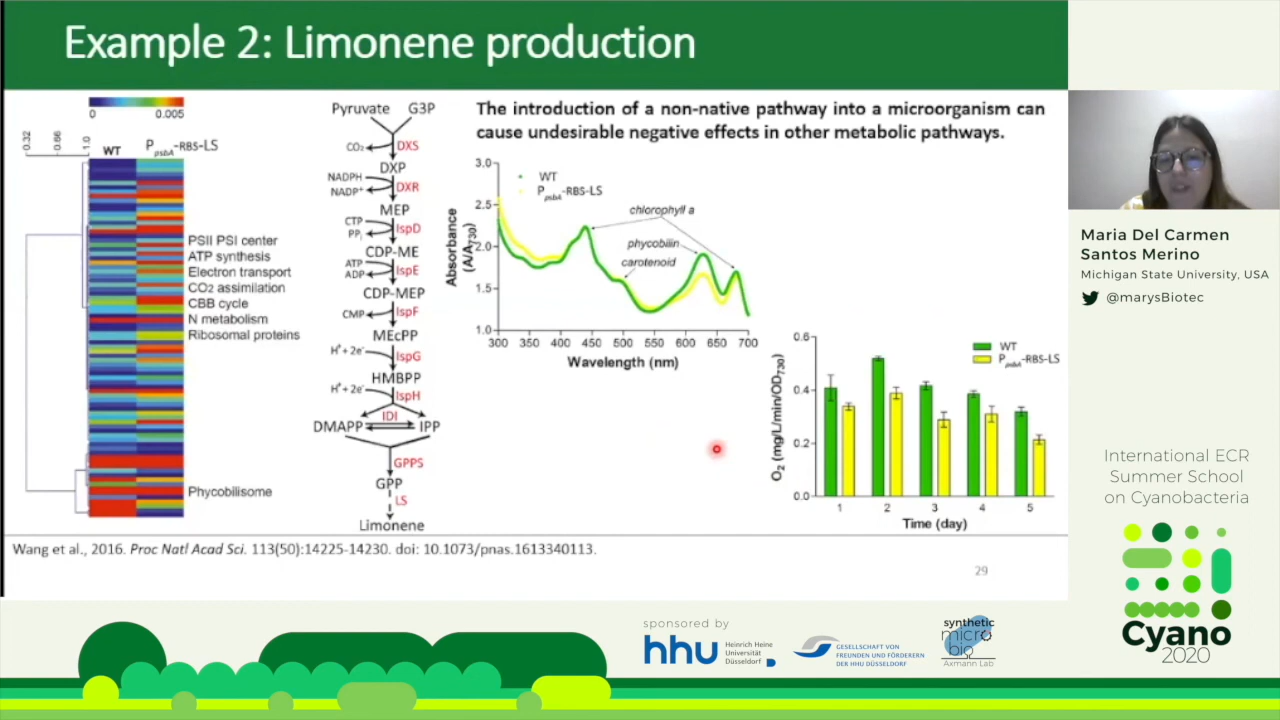 Example 2: Limonene production
0 0.005
0.32
0.66
1.0
WT PpsbA-RBS-LS
PSII PSI center
ATP synthesis
Electron transport
CO2 assimilation
CBB cycle
N metabolism
Ribosomal proteins
Phycobilisome
Pyruvate G3P
CO2 DXS
DXP
NADPH
NADP+ DXR
MEP
CTP
PPi IspD
CDP-ME
ATP
ADP IspE
CDP-MEP
CMP IspF
MEcPP
H++ 2e- IspG
HMBPP
H++ 2e- IspH
IDI
DMAPP IPP
GPPS
GPP
LS
Limonene
The introduction of a non-native pathway into a microorganism can
cause undesirable negative effects in other metabolic pathways.
3.0
2.5
2.0
1.5
1.0
Absorbance
(A/A730)
WT
PpsbA-RBS-LS
chlorophyll a
phycobilin
carotenoid
300 350 400 450 500 550 600 650 700
Wavelength (nm)
0.6
0.4
0.2
0.0
O2 (mg/L/min/OD730)
WT
PpsbA-RBS-LS
1 2 3 4 5
Time (day)
Wang et al., 2016. Proc Natl Acad Sci. 113(50):14225-14230. doi: 10.1073/pnas.1613340113.
29
Maria Del Carmen
Santos Merino
Michigan State University, USA
@marysBiotec
International ECR
Summer School
on Cyanobacteria
Cyano
2020
sponsored by
hhu Heinrich Heine
Universität
Düsseldorf
GESELLSCHAFT VON
FREUNDEN UND FÖRDERERN
DER HHU DÜSSELDORF
synthetic
micro
bio
Axmann Lab